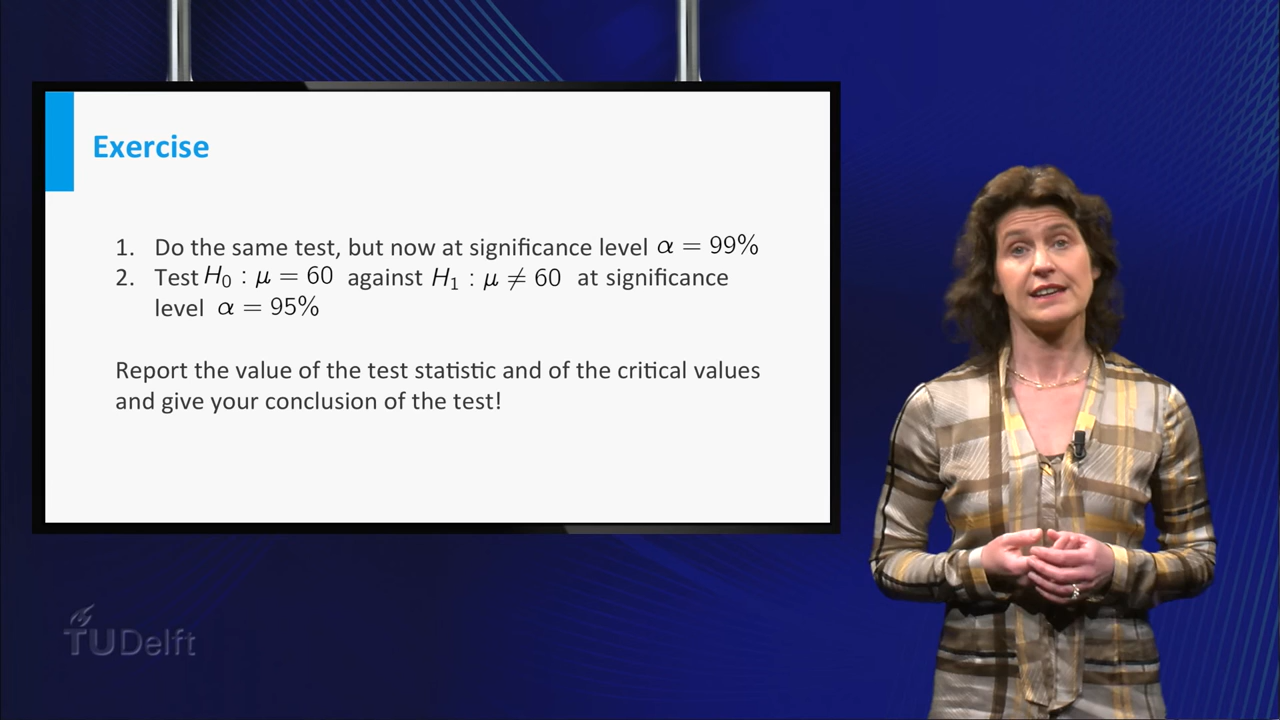 Exercise
1. Do the same test, but now at significance level α = 99%
2. Test H₀ : μ = 60 against H₁ : μ ≠ 60 at significance
level α = 95%
Report the value of the test statistic and of the critical values
and give your conclusion of the test!
TUDelft